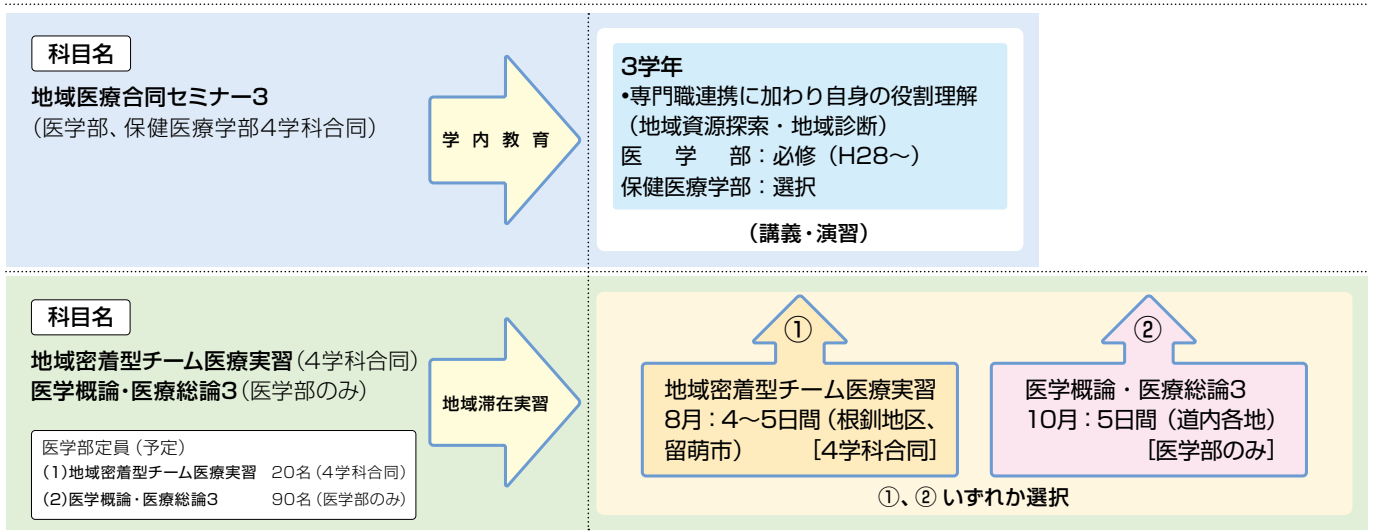 科目名
地域医療合同セミナー3
（医学部、保健医療学部4学科合同）
学内教育
3学年
•専門職連携に加わり自身の役割理解
（地域資源探索・地域診断）
医　学　部：必修（H28～）
保健医療学部：選択
（講義・演習）
科目名
地域密着型チーム医療実習（4学科合同）
医学概論・医療総論3（医学部のみ）
医学部定員（予定）
(1)地域密着型チーム医療実習　20名（4学科合同）
(2)医学概論・医療総論3　90名（医学部のみ）
地域滞在実習
①
地域密着型チーム医療実習
8月：4～5日間（根釧地区、
留萌市）　［4学科合同］
②
医学概論・医療総論3
10月：5日間（道内各地）
［医学部のみ］
①、② いずれか選択